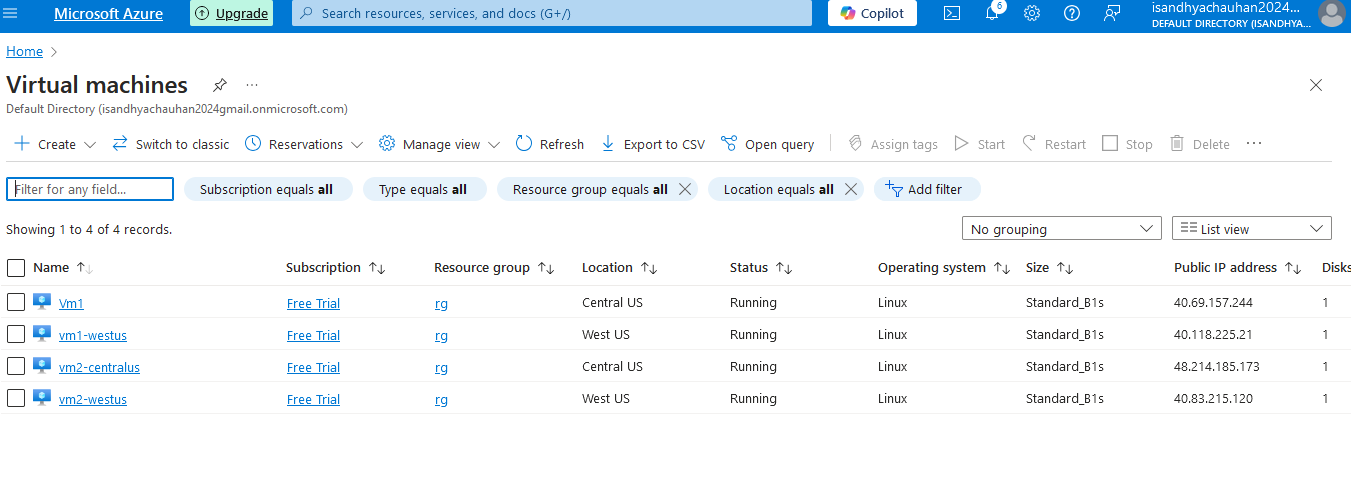 Microsoft Azure Upgrade Search resources, services, and docs (G+/) Copilot 6 isandhyachauhan2024...
DEFAULT DIRECTORY (ISANDHYA...
Home >
Virtual machines ...
Default Directory (isandhyachauhan2024gmail.onmicrosoft.com)
Create Switch to classic Reservations Manage view Refresh Export to CSV Open query Assign tags Start Restart Stop Delete ...
Filter for any field... Subscription equals all Type equals all Resource group equals all Location equals all Add filter
Showing 1 to 4 of 4 records. No grouping List view
Name Subscription Resource group Location Status Operating system Size Public IP address Disks
Vm1 Free Trial rg Central US Running Linux Standard_B1s 40.69.157.244 1
vm1-westus Free Trial rg West US Running Linux Standard_B1s 40.118.225.21 1
vm2-centralus Free Trial rg Central US Running Linux Standard_B1s 48.214.185.173 1
vm2-westus Free Trial rg West US Running Linux Standard_B1s 40.83.215.120 1